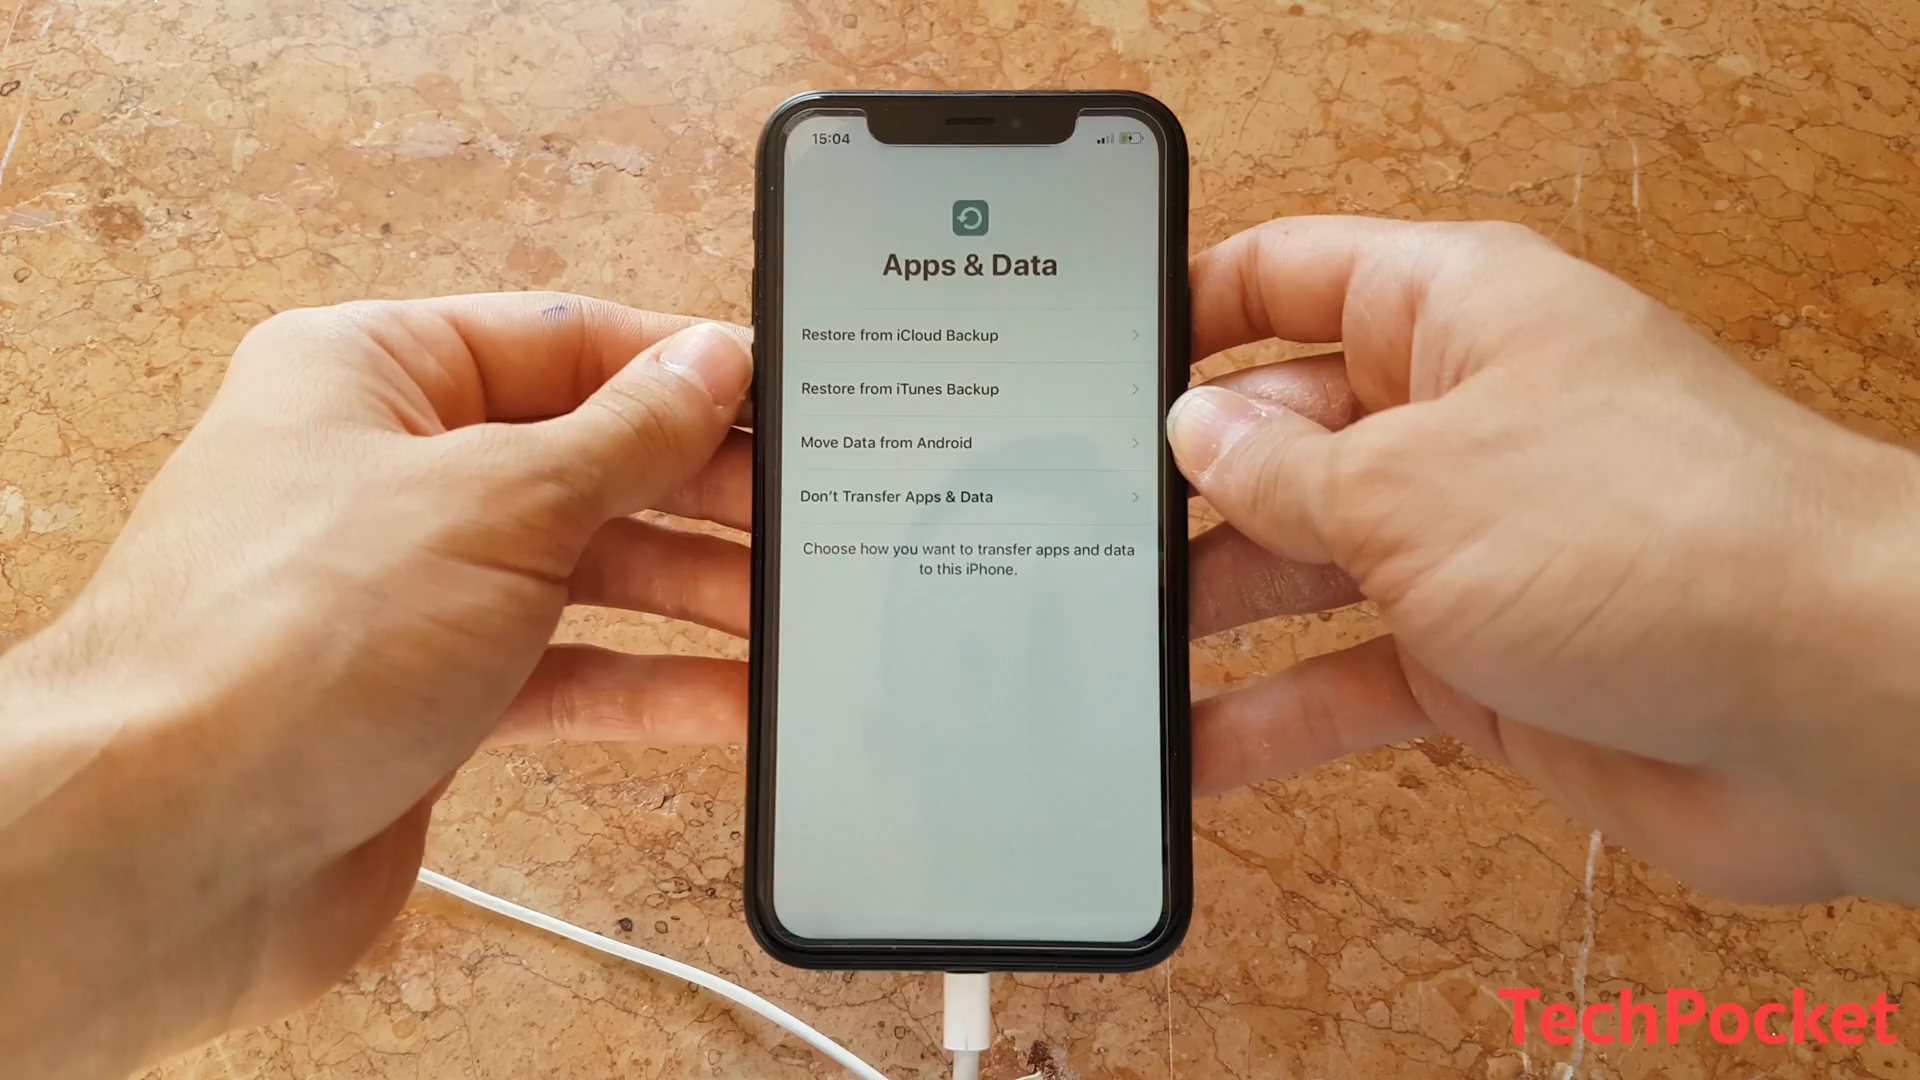 15:04
Apps & Data
Restore from iCloud Backup
Restore from iTunes Backup
Move Data from Android
Don't Transfer Apps & Data
Choose how you want to transfer apps and data
to this iPhone.
TechPocket